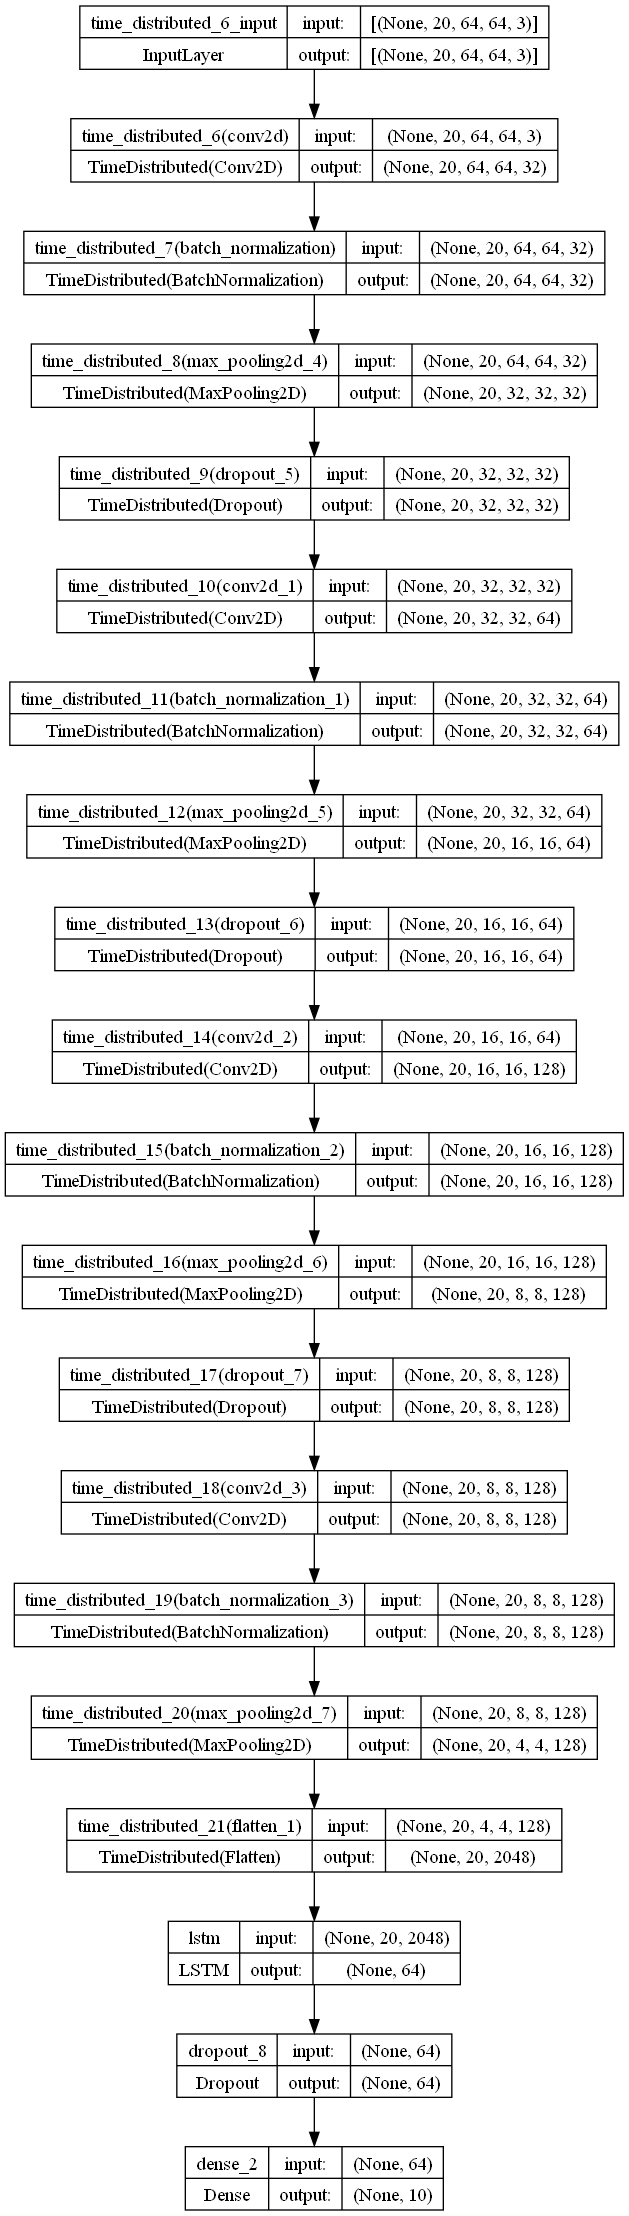 time_distributed_6_input input: [(None, 20, 64, 64, 3)]
InputLayer output: [(None, 20, 64, 64, 3)]
time_distributed_6(conv2d) input: (None, 20, 64, 64, 3)
TimeDistributed(Conv2D) output: (None, 20, 64, 64, 32)
time_distributed_7(batch_normalization) input: (None, 20, 64, 64, 32)
TimeDistributed(BatchNormalization) output: (None, 20, 64, 64, 32)
time_distributed_8(max_pooling2d_4) input: (None, 20, 64, 64, 32)
TimeDistributed(MaxPooling2D) output: (None, 20, 32, 32, 32)
time_distributed_9(dropout_5) input: (None, 20, 32, 32, 32)
TimeDistributed(Dropout) output: (None, 20, 32, 32, 32)
time_distributed_10(conv2d_1) input: (None, 20, 32, 32, 32)
TimeDistributed(Conv2D) output: (None, 20, 32, 32, 64)
time_distributed_11(batch_normalization_1) input: (None, 20, 32, 32, 64)
TimeDistributed(BatchNormalization) output: (None, 20, 32, 32, 64)
time_distributed_12(max_pooling2d_5) input: (None, 20, 32, 32, 64)
TimeDistributed(MaxPooling2D) output: (None, 20, 16, 16, 64)
time_distributed_13(dropout_6) input: (None, 20, 16, 16, 64)
TimeDistributed(Dropout) output: (None, 20, 16, 16, 64)
time_distributed_14(conv2d_2) input: (None, 20, 16, 16, 64)
TimeDistributed(Conv2D) output: (None, 20, 16, 16, 128)
time_distributed_15(batch_normalization_2) input: (None, 20, 16, 16, 128)
TimeDistributed(BatchNormalization) output: (None, 20, 16, 16, 128)
time_distributed_16(max_pooling2d_6) input: (None, 20, 16, 16, 128)
TimeDistributed(MaxPooling2D) output: (None, 20, 8, 8, 128)
time_distributed_17(dropout_7) input: (None, 20, 8, 8, 128)
TimeDistributed(Dropout) output: (None, 20, 8, 8, 128)
time_distributed_18(conv2d_3) input: (None, 20, 8, 8, 128)
TimeDistributed(Conv2D) output: (None, 20, 8, 8, 128)
time_distributed_19(batch_normalization_3) input: (None, 20, 8, 8, 128)
TimeDistributed(BatchNormalization) output: (None, 20, 8, 8, 128)
time_distributed_20(max_pooling2d_7) input: (None, 20, 8, 8, 128)
TimeDistributed(MaxPooling2D) output: (None, 20, 4, 4, 128)
time_distributed_21(flatten_1) input: (None, 20, 4, 4, 128)
TimeDistributed(Flatten) output: (None, 20, 2048)
lstm input: (None, 20, 2048)
LSTM output: (None, 64)
dropout_8 input: (None, 64)
Dropout output: (None, 64)
dense_2 input: (None, 64)
Dense output: (None, 10)